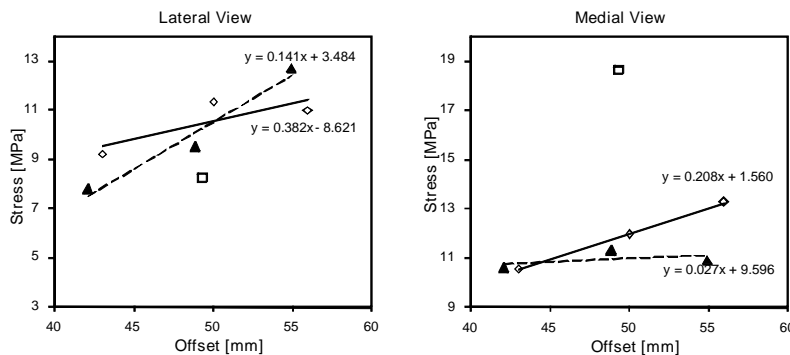 Lateral View
13
11
9
7
5
3
40
45
50
55
60
Stress [MPa]
Offset [mm]
y = 0.141x + 3.484
y = 0.382x - 8.621
Medial View
19
17
15
13
11
9
40
45
50
55
60
Stress [MPa]
Offset [mm]
y = 0.208x + 1.560
y = 0.027x + 9.596